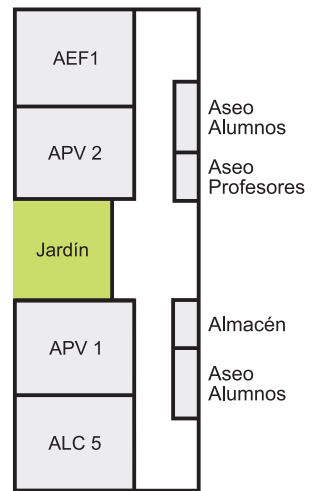 AEF1
Aseo
Alumnos
APV 2
Aseo
Profesores
Jardín
APV 1
Almacén
Aseo
Alumnos
ALC 5